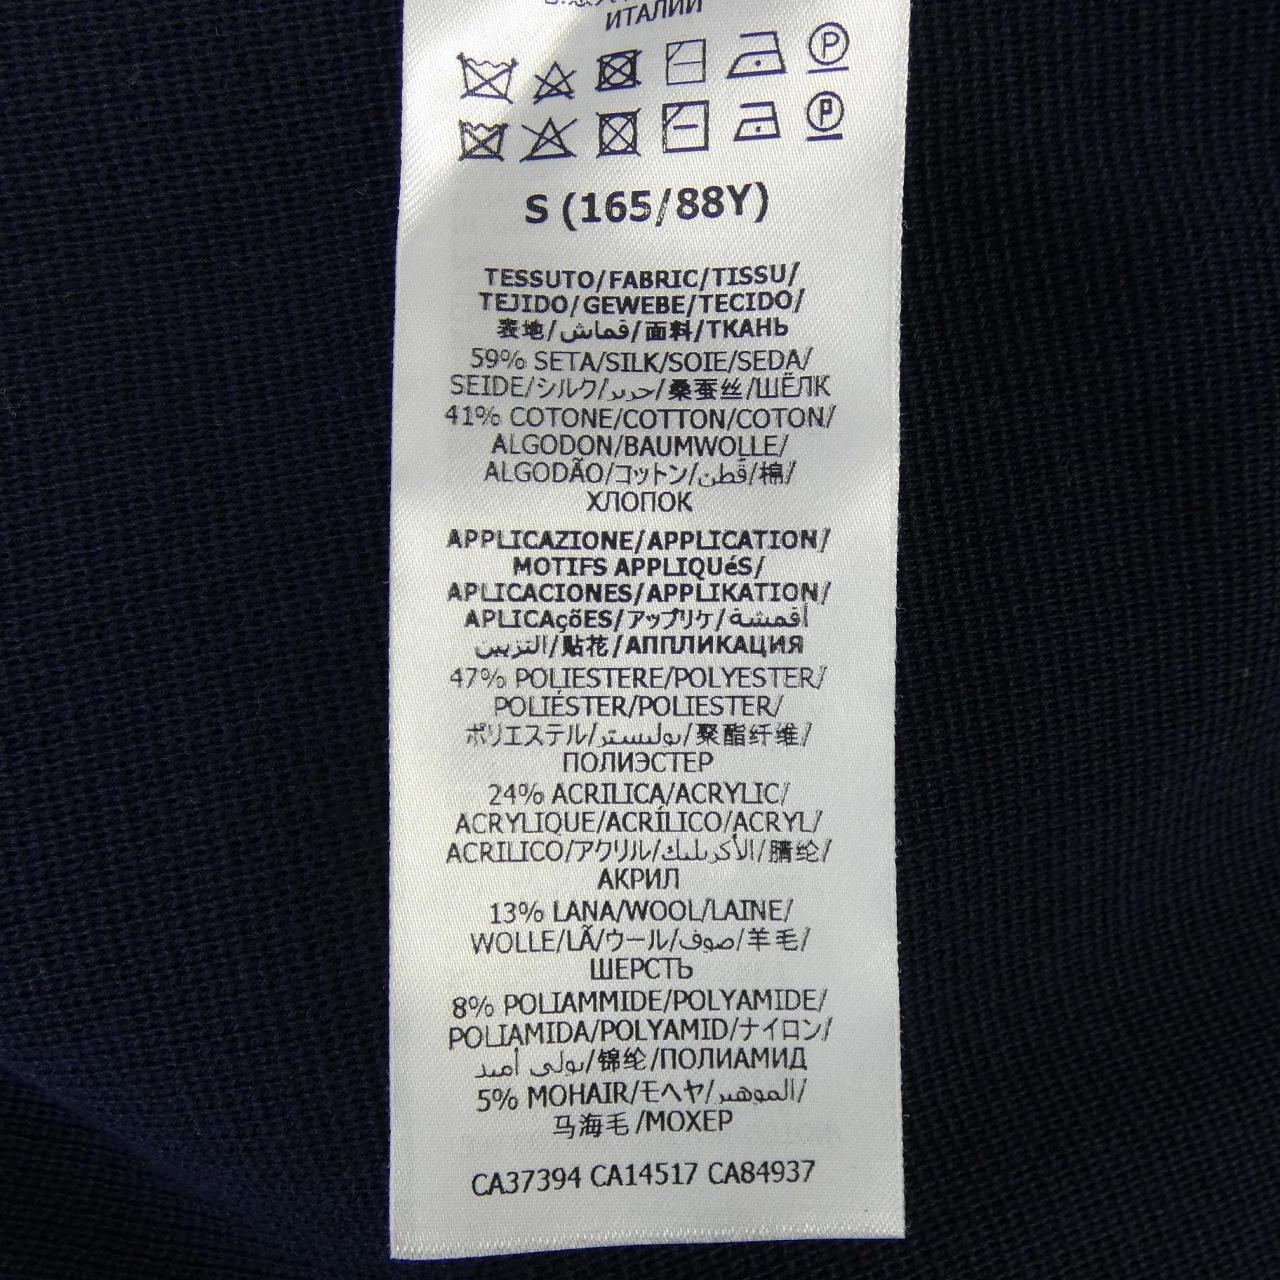 ИТАЛИИ
P
P
S (165/88Y)
TESSUTO/FABRIC/TISSU/
TEJIDO/GEWEBE/TECIDO/
表地/قماش/面料/ТКАНЬ
59% SETA/SILK/SOIE/SEDA/
SEIDE/シルク/حرير/桑蚕丝/ШЁЛК
41% COTONE/COTTON/COTON/
ALGODON/BAUMWOLLE/
ALGODÃO/コットン/قطن/棉/
ХЛОПОК
APPLICAZIONE/APPLICATION/
MOTIFS APPLIQUéS/
APLICACIONES/APPLIKATION/
APLICAçõES/アップリケ/أقمشة
التزيين/贴花/АППЛИКАЦИЯ
47% POLIESTERE/POLYESTER/
POLIÉSTER/POLIESTER/
ポリエステル/بوليستر/聚酯纤维/
ПОЛИЭСТЕР
24% ACRILICA/ACRYLIC/
ACRYLIQUE/ACRÍLICO/ACRYL/
ACRILICO/アクリル/الأكريليك/腈纶/
АКРИЛ
13% LANA/WOOL/LAINE/
WOLLE/LÃ/ウール/صوف/羊毛/
ШЕРСТЬ
8% POLIAMMIDE/POLYAMIDE/
POLIAMIDA/POLYAMID/ナイロン/
بولي أميد/锦纶/ПОЛИАМИД
5% MOHAIR/モヘヤ/الموهير/
马海毛/МОХЕР
CA37394 CA14517 CA84937